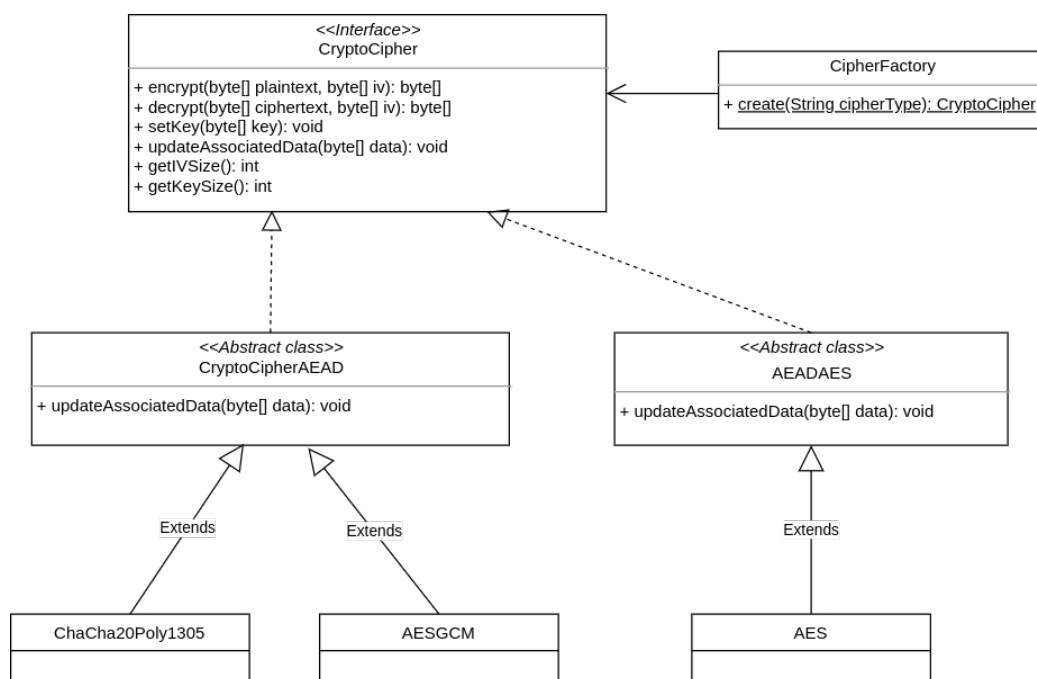 <<Interface>>
CryptoCipher
+ encrypt(byte[] plaintext, byte[] iv): byte[]
+ decrypt(byte[] ciphertext, byte[] iv): byte[]
+ setKey(byte[] key): void
+ updateAssociatedData(byte[] data): void
+ getIVSize(): int
+ getKeySize(): int
CipherFactory
+ create(String cipherType): CryptoCipher
<<Abstract class>>
CryptoCipherAEAD
+ updateAssociatedData(byte[] data): void
<<Abstract class>>
AEADAES
+ updateAssociatedData(byte[] data): void
Extends
Extends
Extends
ChaCha20Poly1305
AESGCM
AES